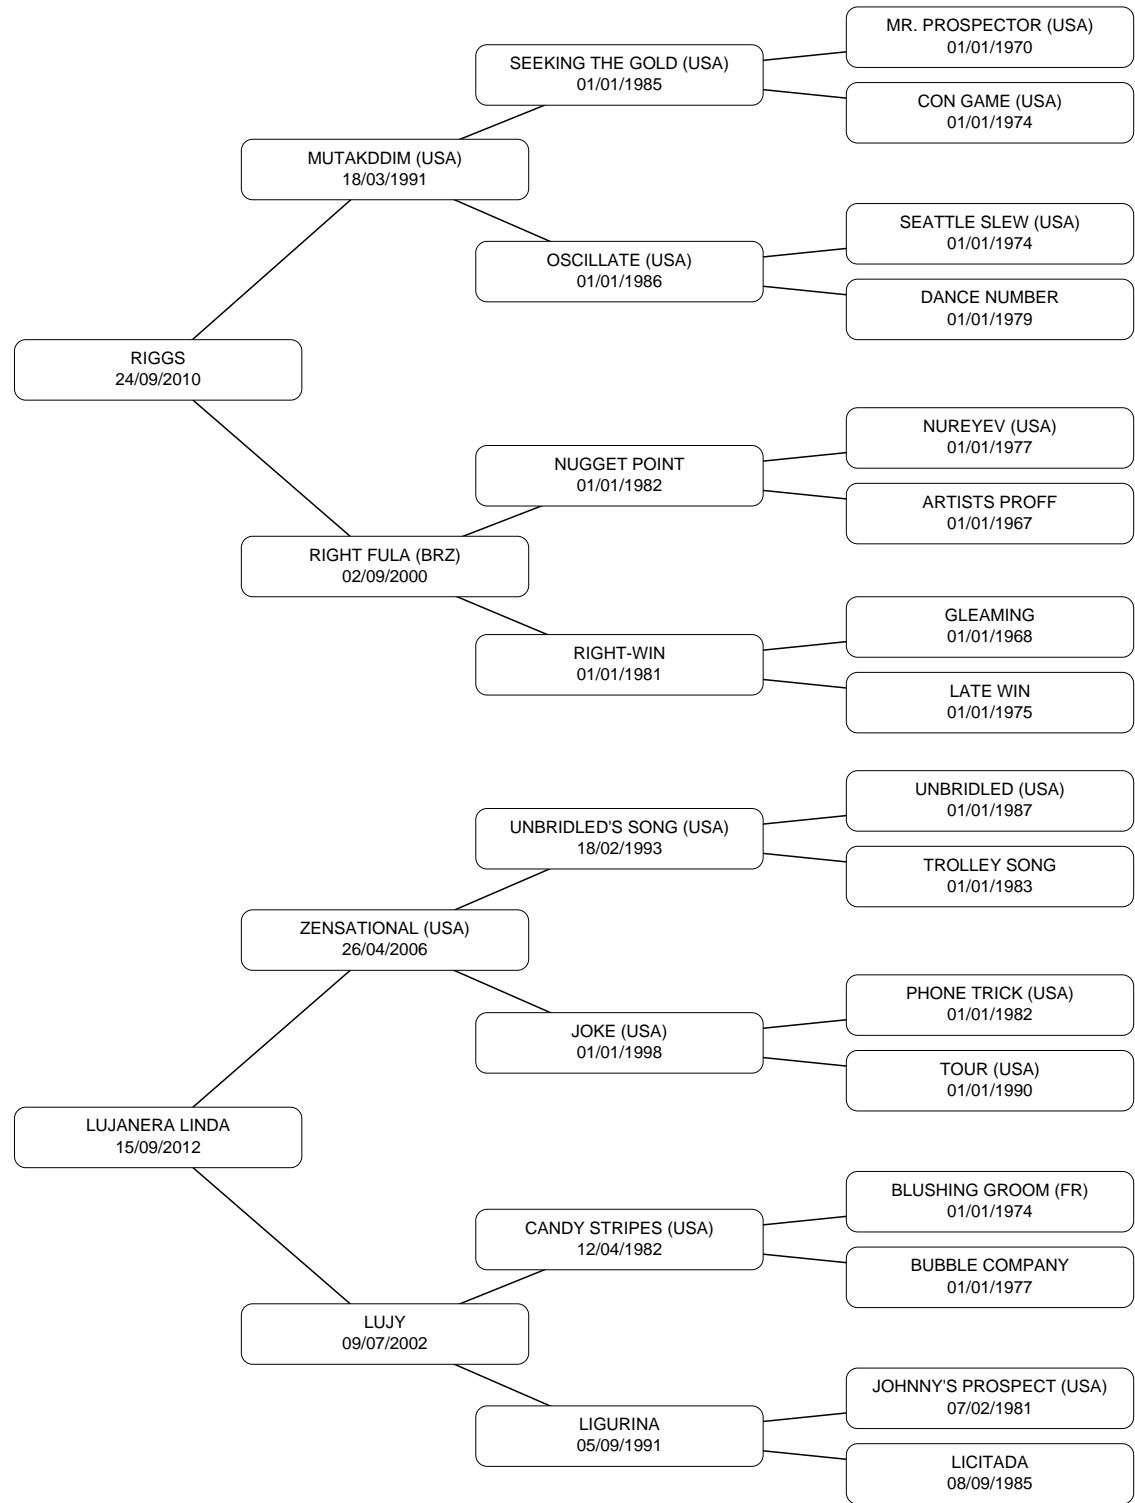 MR. PROSPECTOR (USA)
01/01/1970
SEEKING THE GOLD (USA)
01/01/1985
CON GAME (USA)
01/01/1974
MUTAKDDIM (USA)
18/03/1991
SEATTLE SLEW (USA)
01/01/1974
OSCILLATE (USA)
01/01/1986
DANCE NUMBER
01/01/1979
RIGGS
24/09/2010
NUREYEV (USA)
01/01/1977
NUGGET POINT
01/01/1982
ARTISTS PROFF
01/01/1967
RIGHT FULA (BRZ)
02/09/2000
GLEAMING
01/01/1968
RIGHT-WIN
01/01/1981
LATE WIN
01/01/1975
UNBRIDLED (USA)
01/01/1987
UNBRIDLED'S SONG (USA)
18/02/1993
TROLLEY SONG
01/01/1983
ZENSATIONAL (USA)
26/04/2006
PHONE TRICK (USA)
01/01/1982
JOKE (USA)
01/01/1998
TOUR (USA)
01/01/1990
LUJANERA LINDA
15/09/2012
BLUSHING GROOM (FR)
01/01/1974
CANDY STRIPES (USA)
12/04/1982
BUBBLE COMPANY
01/01/1977
LUJY
09/07/2002
JOHNNY'S PROSPECT (USA)
07/02/1981
LIGURINA
05/09/1991
LICITADA
08/09/1985